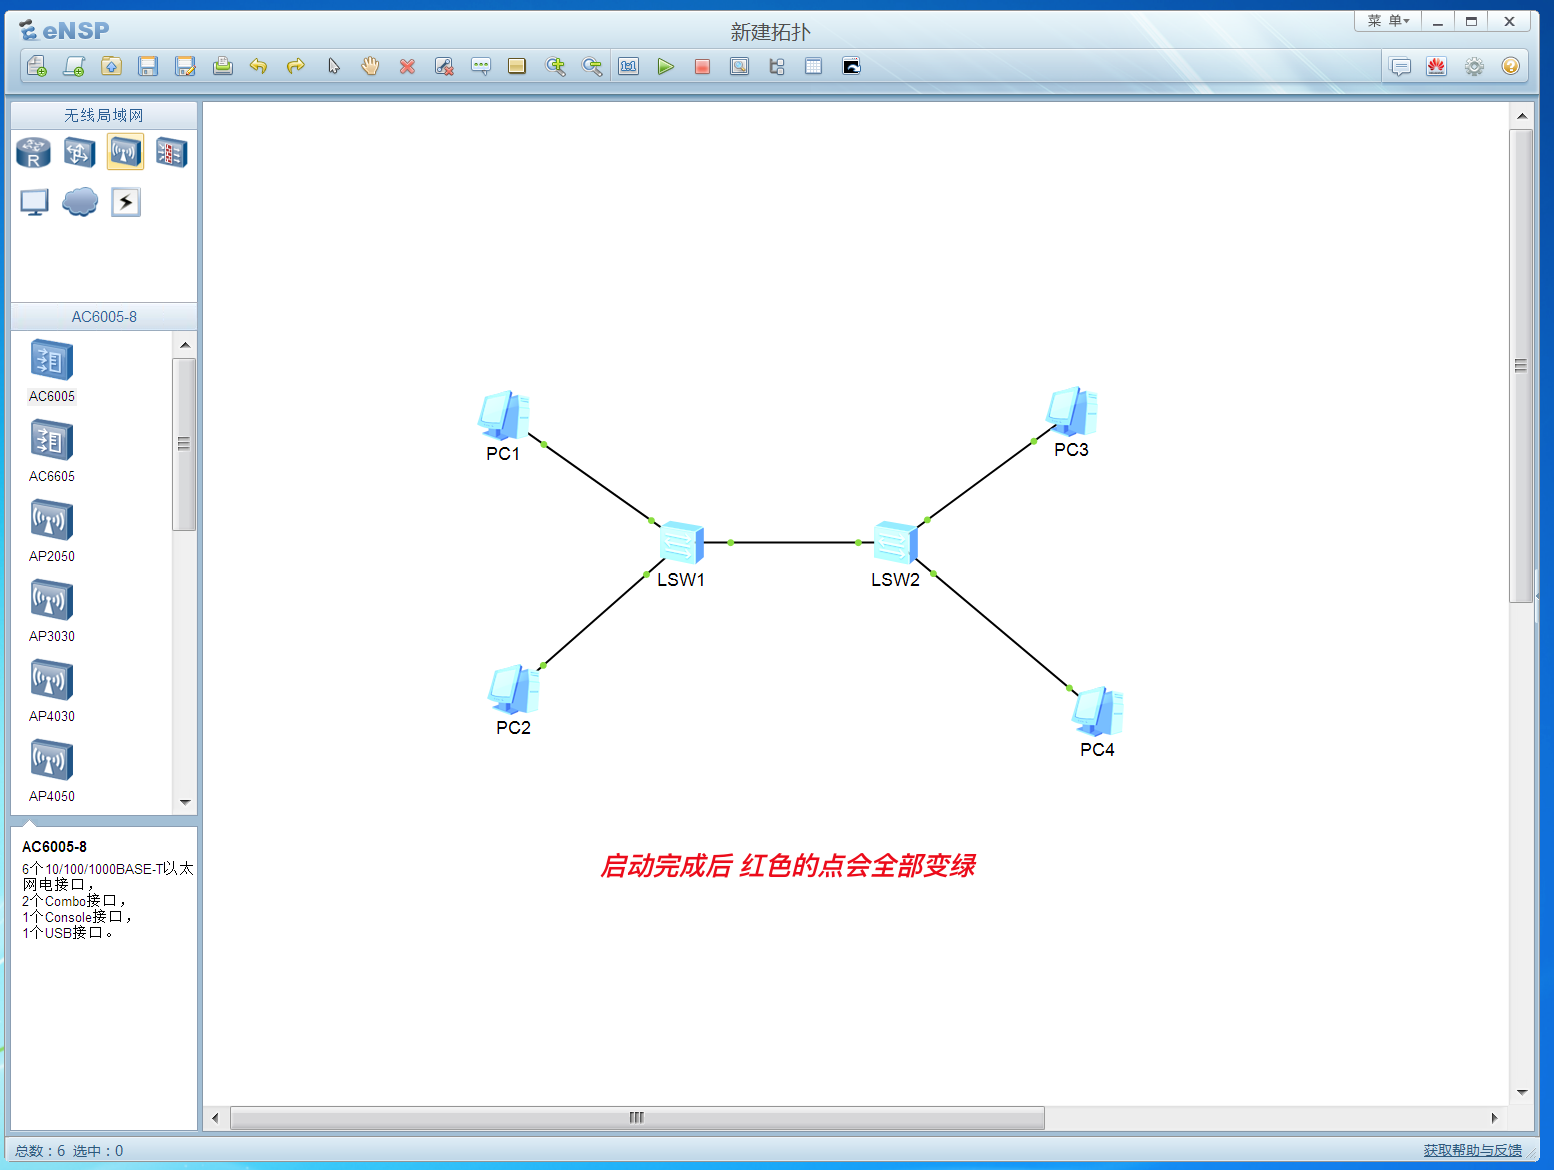 eNSP
新建拓扑
菜 单
1:1
无线局域网
R
AC6005-8
AC6005
AC6605
AP2050
AP3030
AP4030
AP4050
AC6005-8
6个10/100/1000BASE-T以太
网电接口，
2个Combo接口，
1个Console接口，
1个USB接口。
PC1
PC3
LSW1
LSW2
PC2
PC4
启动完成后 红色的点会全部变绿
总数：6 选中：0
获取帮助与反馈